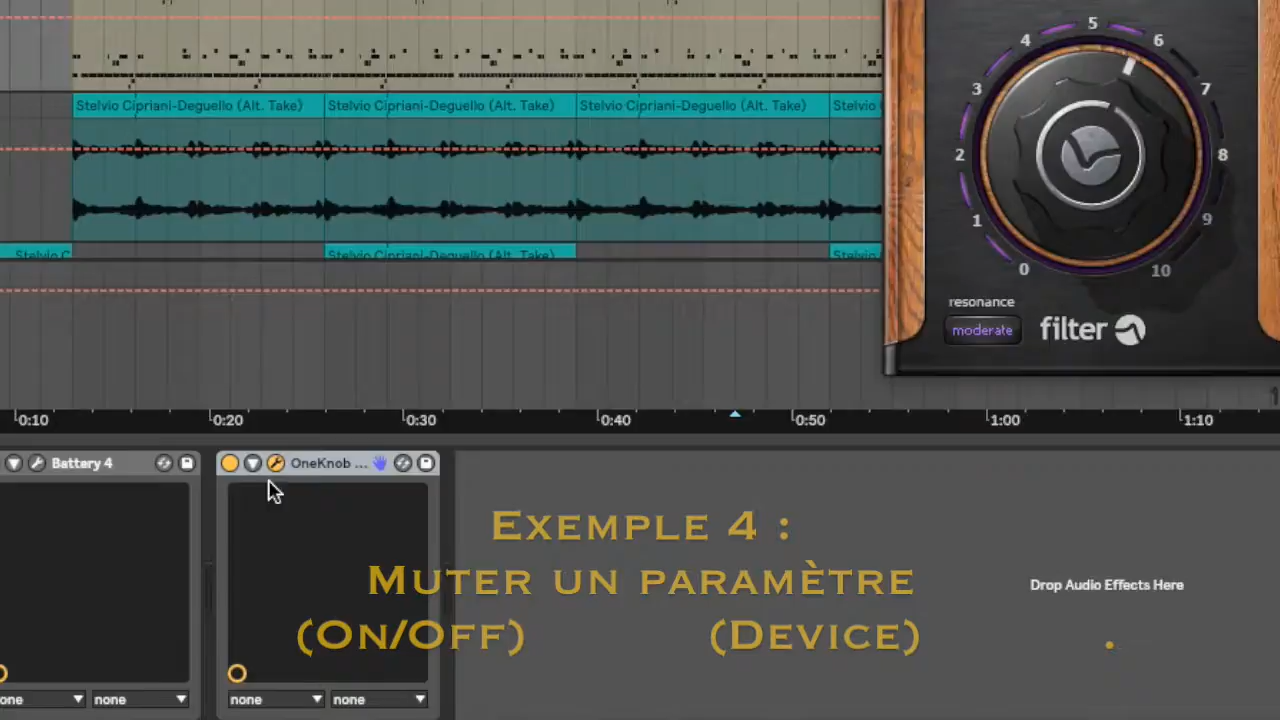 5
4
6
3
7
2
8
1
9
0
10
Stelvio Cipriani-Deguello (Alt. Take)
Stelvio Cipriani-Deguello (Alt. Take)
Stelvio Cipriani-Deguello (Alt. Take)
Stelvio
Stelvio C
Stelvio Cipriani-Deguello (Alt. Take)
Stelvio
resonance
moderate
filter
0:10
0:20
0:30
0:40
0:50
1:00
1:10
Battery 4
OneKnob ...
Exemple 4 :
Muter un paramètre
(On/Off) (Device) .
Drop Audio Effects Here
none
none
none